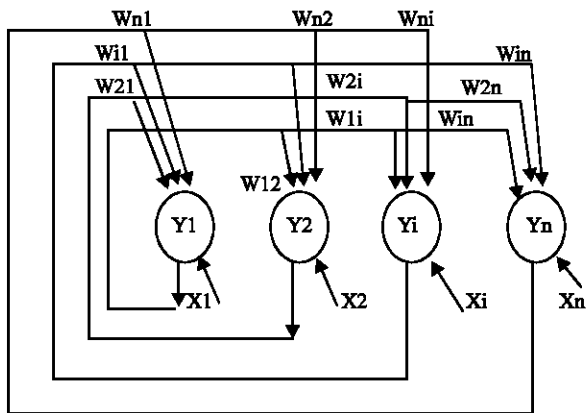 Wn1 Wn2 Wni
Wi1 Win
W21 W2i W2n
W1i Win
W12
Y1 Y2 Yi Yn
X1 X2 Xi Xn